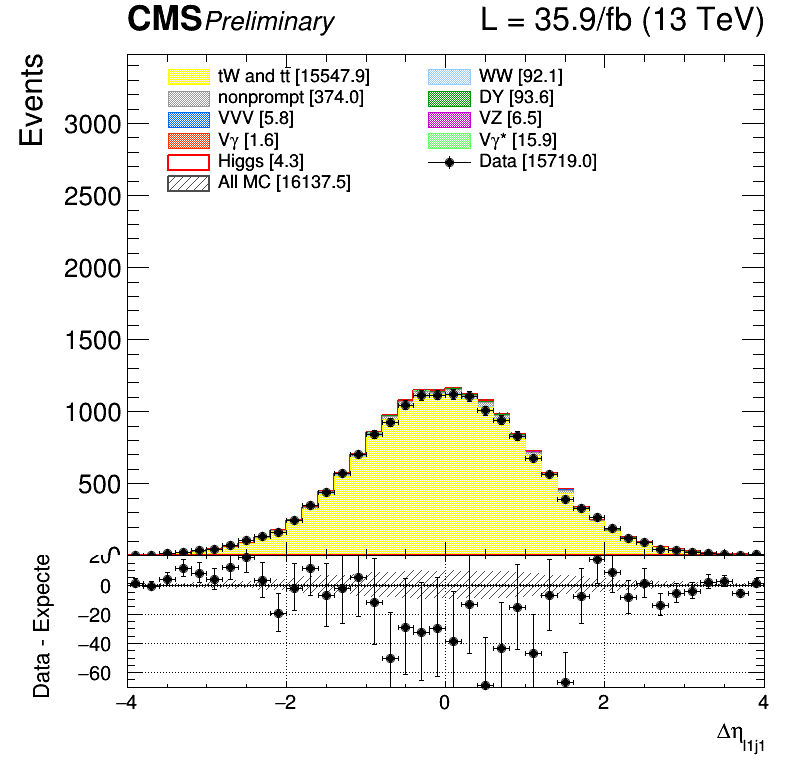 CMS Preliminary L = 35.9/fb (13 TeV)
Events
tW and tt̄ [15547.9] WW [92.1]
nonprompt [374.0] DY [93.6]
VVV [5.8] VZ [6.5]
Vγ [1.6] Vγ* [15.9]
Higgs [4.3] Data [15719.0]
All MC [16137.5]
3000
2500
2000
1500
1000
500
Data - Expecte
0
−20
−40
−60
−4 −2 0 2 4
Δη l1j1